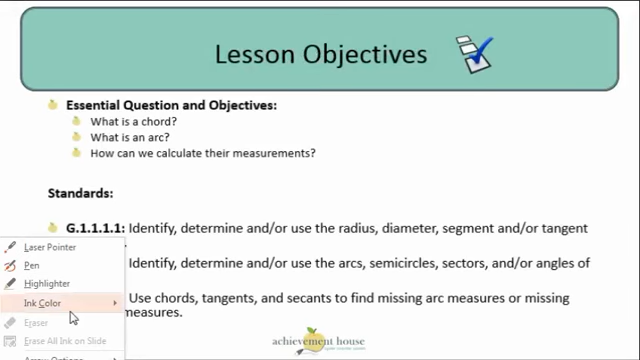 Lesson Objectives
Essential Question and Objectives:
What is a chord?
What is an arc?
How can we calculate their measurements?
Standards:
G.1.1.1.1: Identify, determine and/or use the radius, diameter, segment and/or tangent
Laser Pointer
Pen
Identify, determine and/or use the arcs, semicircles, sectors, and/or angles of
Highlighter
Ink Color
Use chords, tangents, and secants to find missing arc measures or missing
measures.
Eraser
Erase All Ink on Slide
Arrow Options
achievement house